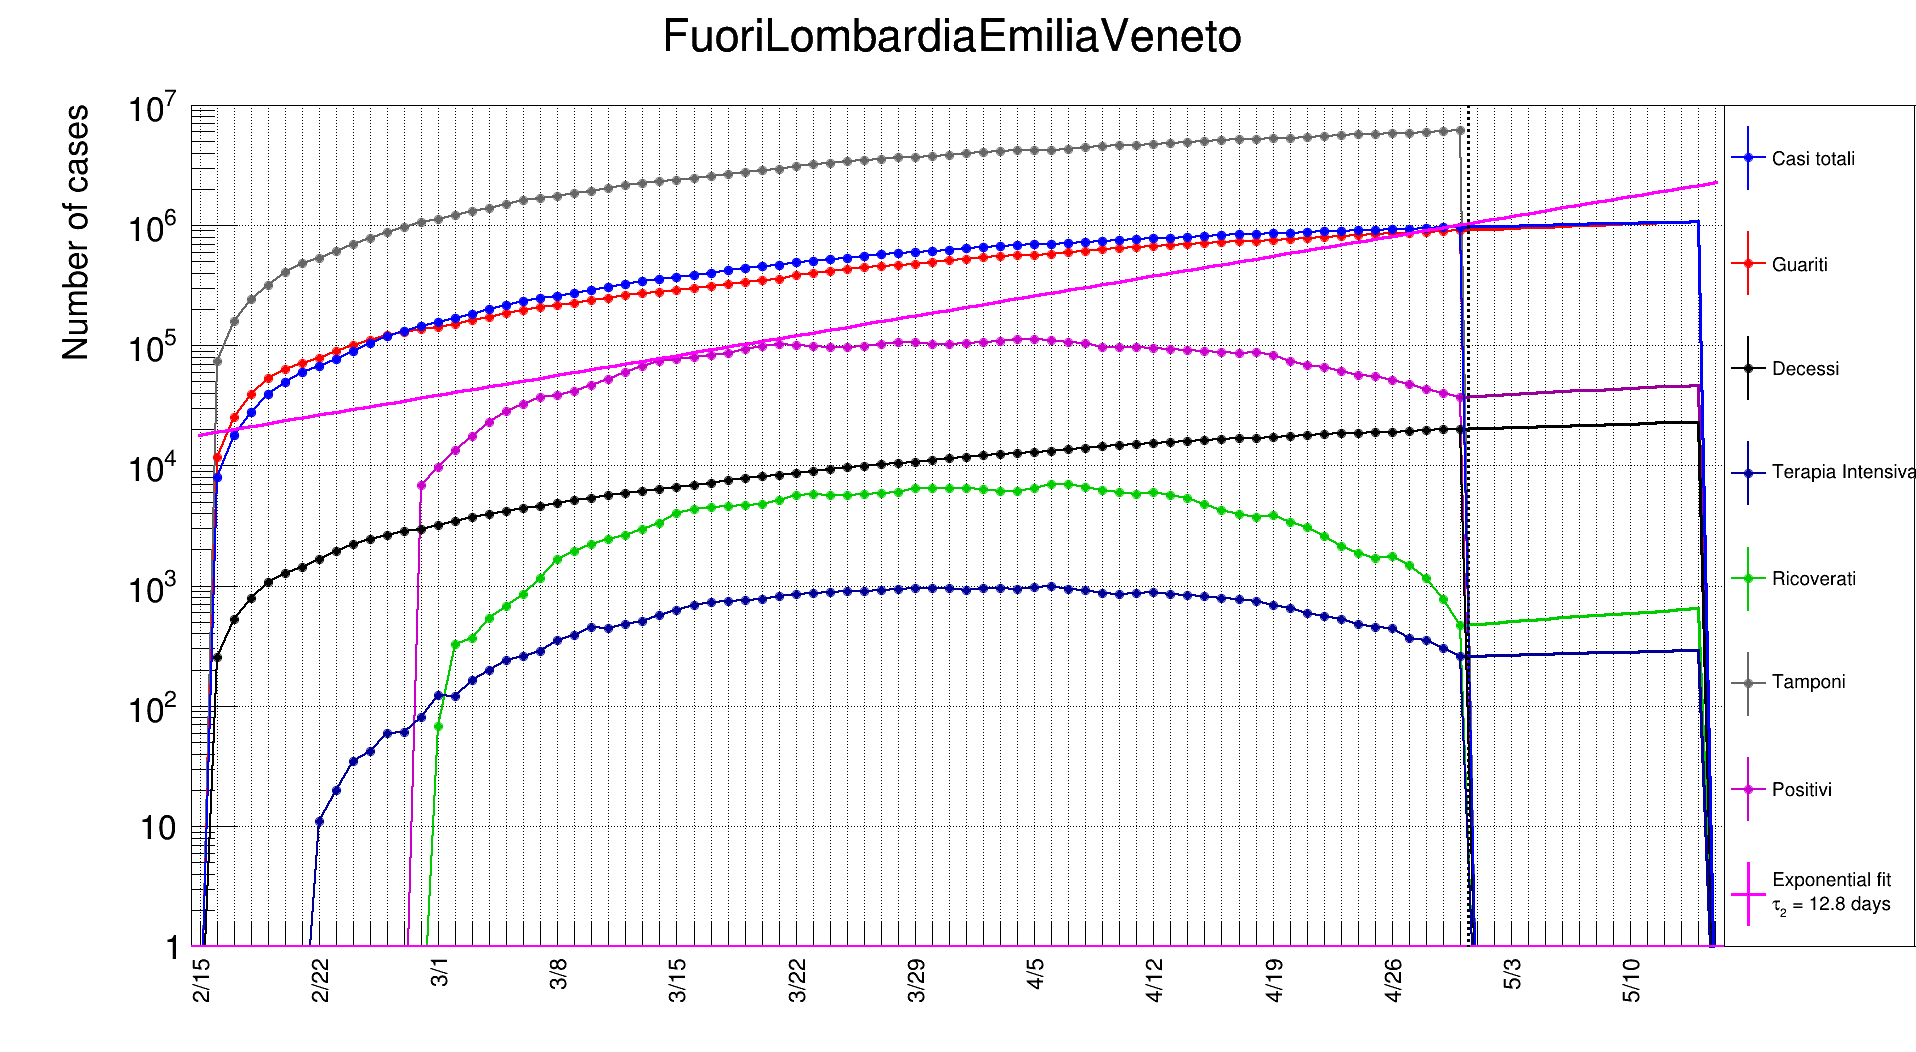 FuoriLombardiaEmiliaVeneto
Number of cases
10^7
10^6
10^5
10^4
10^3
10^2
10
1
2/15
2/22
3/1
3/8
3/15
3/22
3/29
4/5
4/12
4/19
4/26
5/3
5/10
Casi totali
Guariti
Decessi
Terapia Intensiva
Ricoverati
Tamponi
Positivi
Exponential fit
τ₂ = 12.8 days